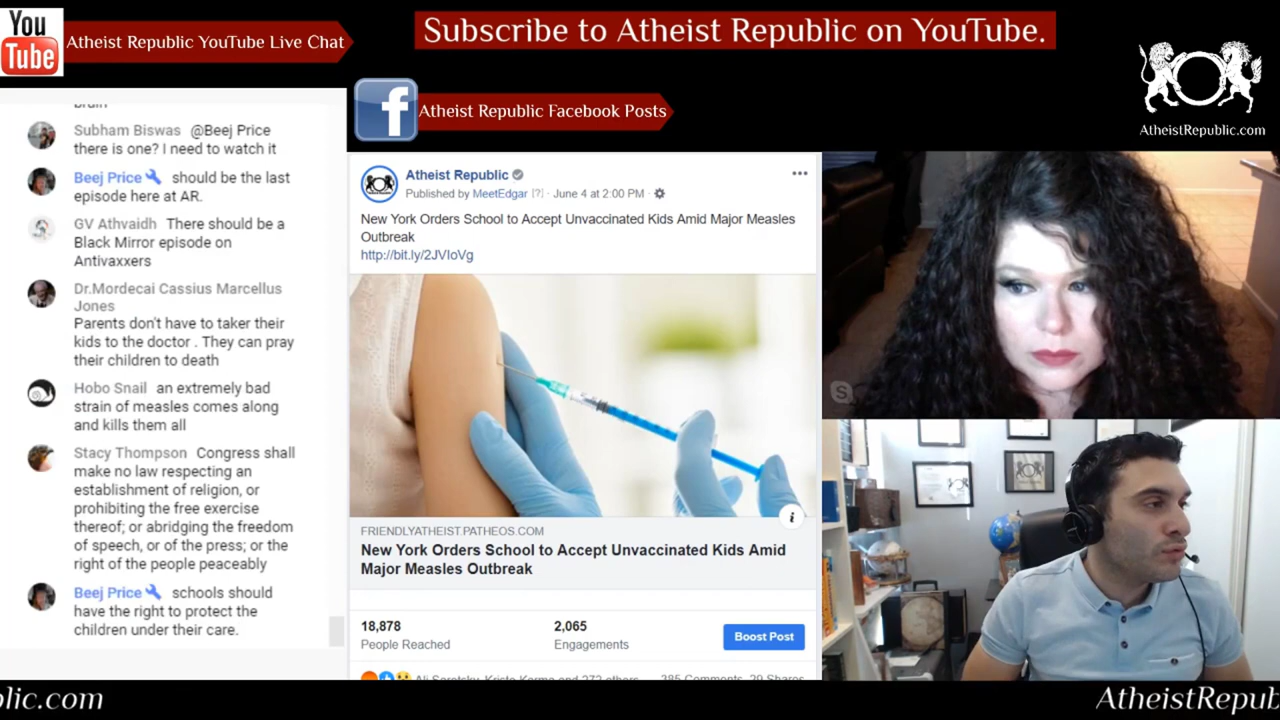 You
Tube
Atheist Republic YouTube Live Chat
Subscribe to Atheist Republic on YouTube.
AtheistRepublic.com
Atheist Republic Facebook Posts
brain
Subham Biswas @Beej Price
there is one? I need to watch it
Beej Price should be the last
episode here at AR.
GV Athvaidh There should be a
Black Mirror episode on
Antivaxxers
Dr.Mordecai Cassius Marcellus
Jones
Parents don't have to taker their
kids to the doctor . They can pray
their children to death
Hobo Snail an extremely bad
strain of measles comes along
and kills them all
Stacy Thompson Congress shall
make no law respecting an
establishment of religion, or
prohibiting the free exercise
thereof; or abridging the freedom
of speech, or of the press; or the
right of the people peaceably
Beej Price schools should
have the right to protect the
children under their care.
Atheist Republic
Published by MeetEdgar [?] · June 4 at 2:00 PM ·
New York Orders School to Accept Unvaccinated Kids Amid Major Measles
Outbreak
http://bit.ly/2JVIoVg
FRIENDLYATHEIST.PATHEOS.COM
New York Orders School to Accept Unvaccinated Kids Amid
Major Measles Outbreak
18,878
People Reached
2,065
Engagements
Boost Post
385 Comments 29 Shares
blic.com
AtheistRepub